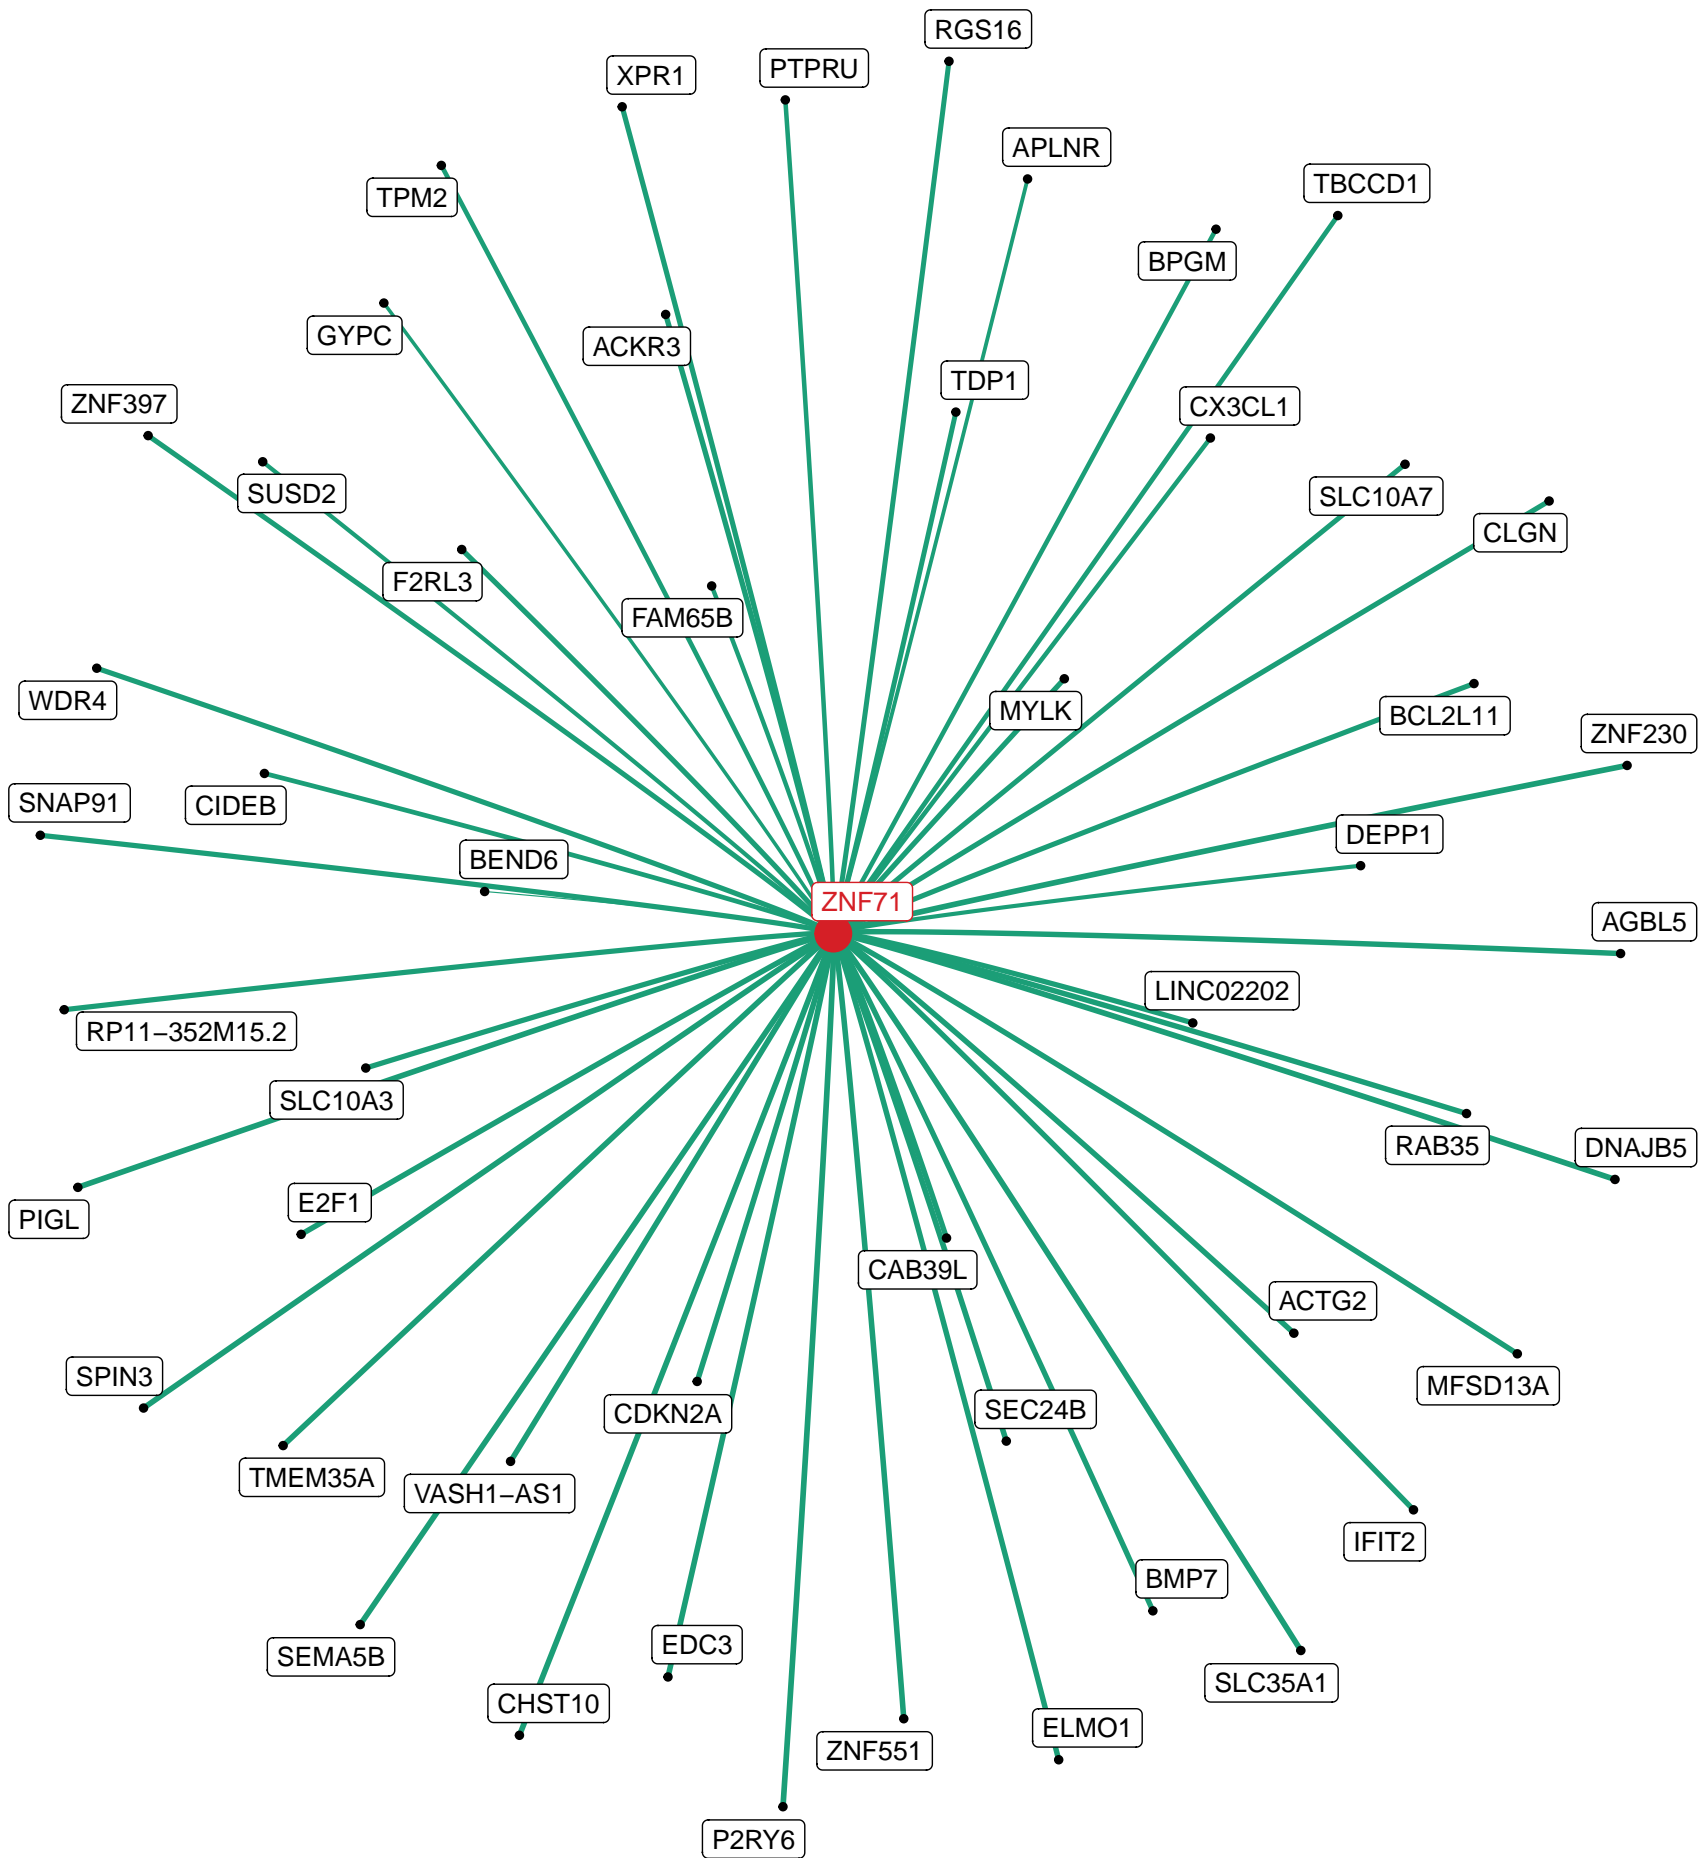 RGS16
XPR1
PTPRU
APLNR
TBCCD1
TPM2
BPGM
GYPC
ACKR3
TDP1
ZNF397
CX3CL1
SUSD2
SLC10A7
CLGN
F2RL3
FAM65B
WDR4
MYLK
BCL2L11
ZNF230
SNAP91
CIDEB
DEPP1
BEND6
ZNF71
AGBL5
LINC02202
RP11−352M15.2
SLC10A3
RAB35
DNAJB5
E2F1
PIGL
CAB39L
ACTG2
SPIN3
MFSD13A
SEC24B
CDKN2A
TMEM35A
VASH1−AS1
IFIT2
BMP7
EDC3
SEMA5B
SLC35A1
CHST10
ELMO1
ZNF551
P2RY6